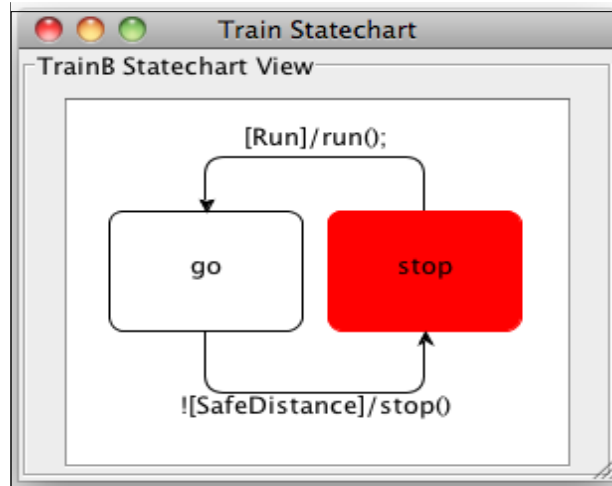 Train Statechart
TrainB Statechart View
[Run]/run();
go
stop
![SafeDistance]/stop()